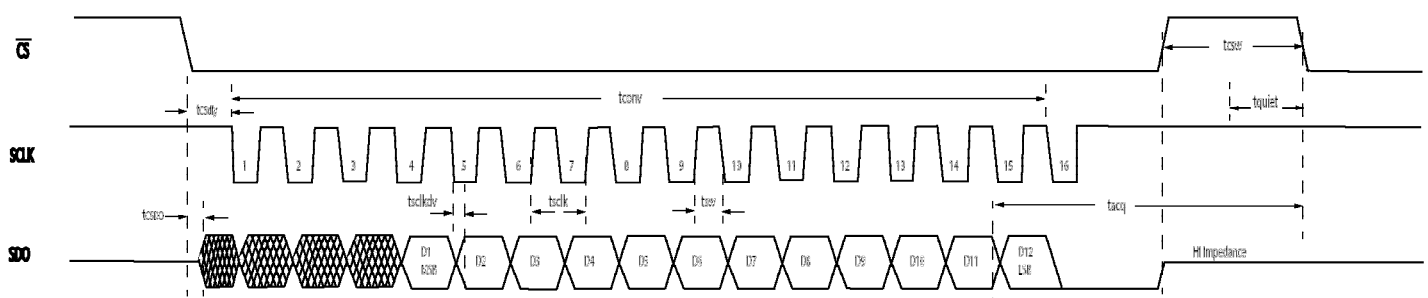 CS
tcsw
tconv
tcsdly
tquiet
SCLK
1 2 3 4 5 6 7 8 9 10 11 12 13 14 15 16
tsclkdv
tsclk
tsw
tcsdo
tacq
SDO
D1 D2 D3 D4 D5 D6 D7 D8 D9 D10 D11 D12
MSB LSB
HI Impedance